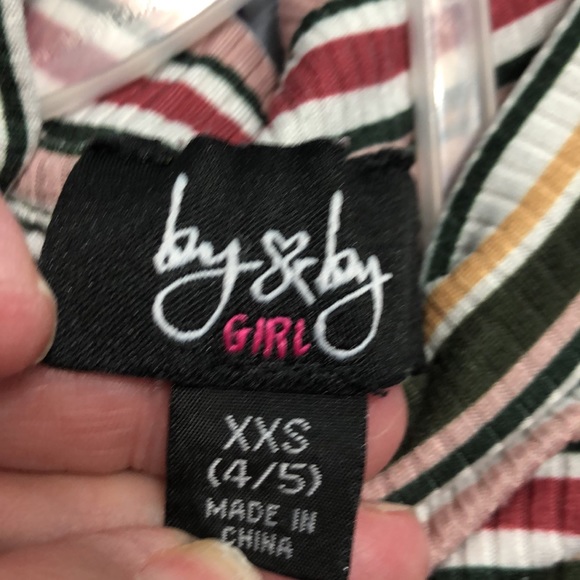 by & by
GIRL
XXS
(4/5)
MADE IN
CHINA